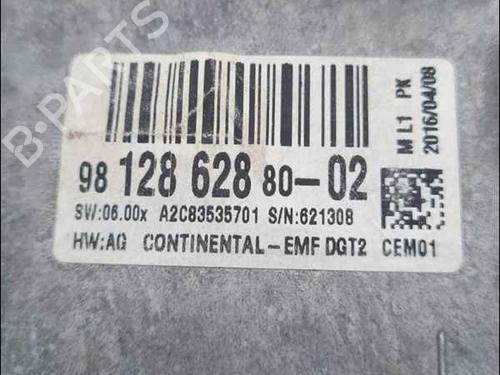 B-PARTS
M L1 PK
2016/04/08
98 128 628 80-02
SW:06.00x A2C83535701 S/N:621308
HW:AG CONTINENTAL-EMF DGT2 CEM01